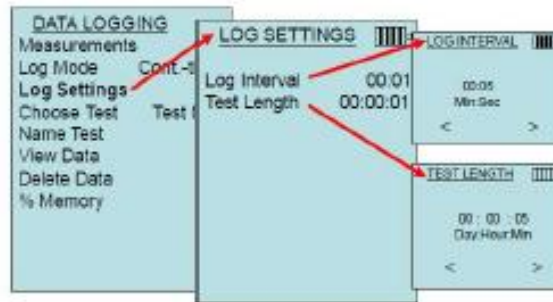 DATA LOGGING
Measurements
Log Mode Cont.-t
Log Settings
Choose Test Test
Name Test
View Data
Delete Data
% Memory
LOG SETTINGS
Log Interval 00:01
Test Length 00:00:01
LOG INTERVAL
00:05
Min:Sec
< >
TEST LENGTH
00 : 00 : 05
Day:Hour:Min
< >